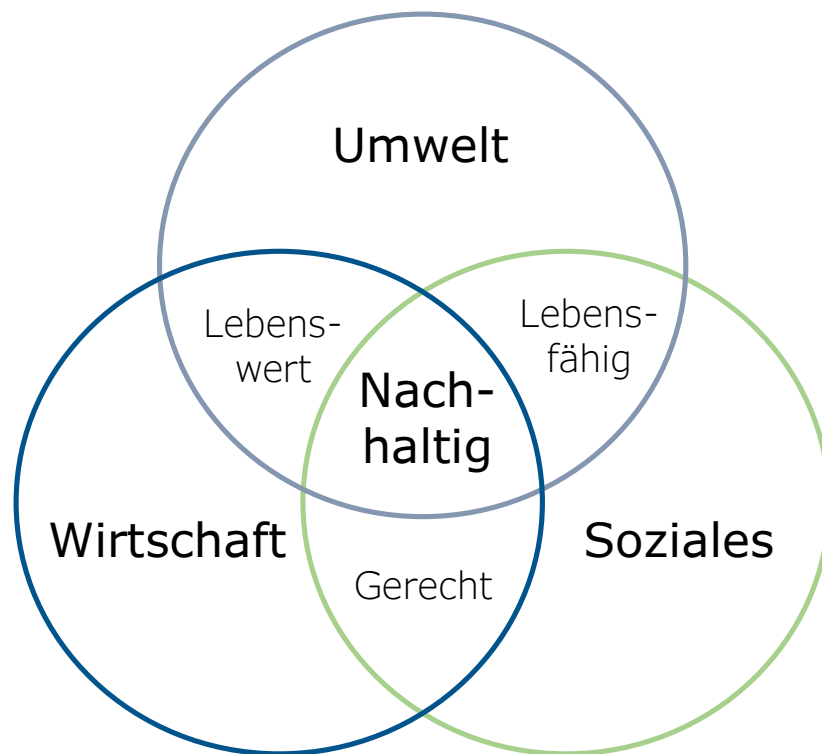 Umwelt
Lebens-
wert
Lebens-
fähig
Nach-
haltig
Wirtschaft
Soziales
Gerecht